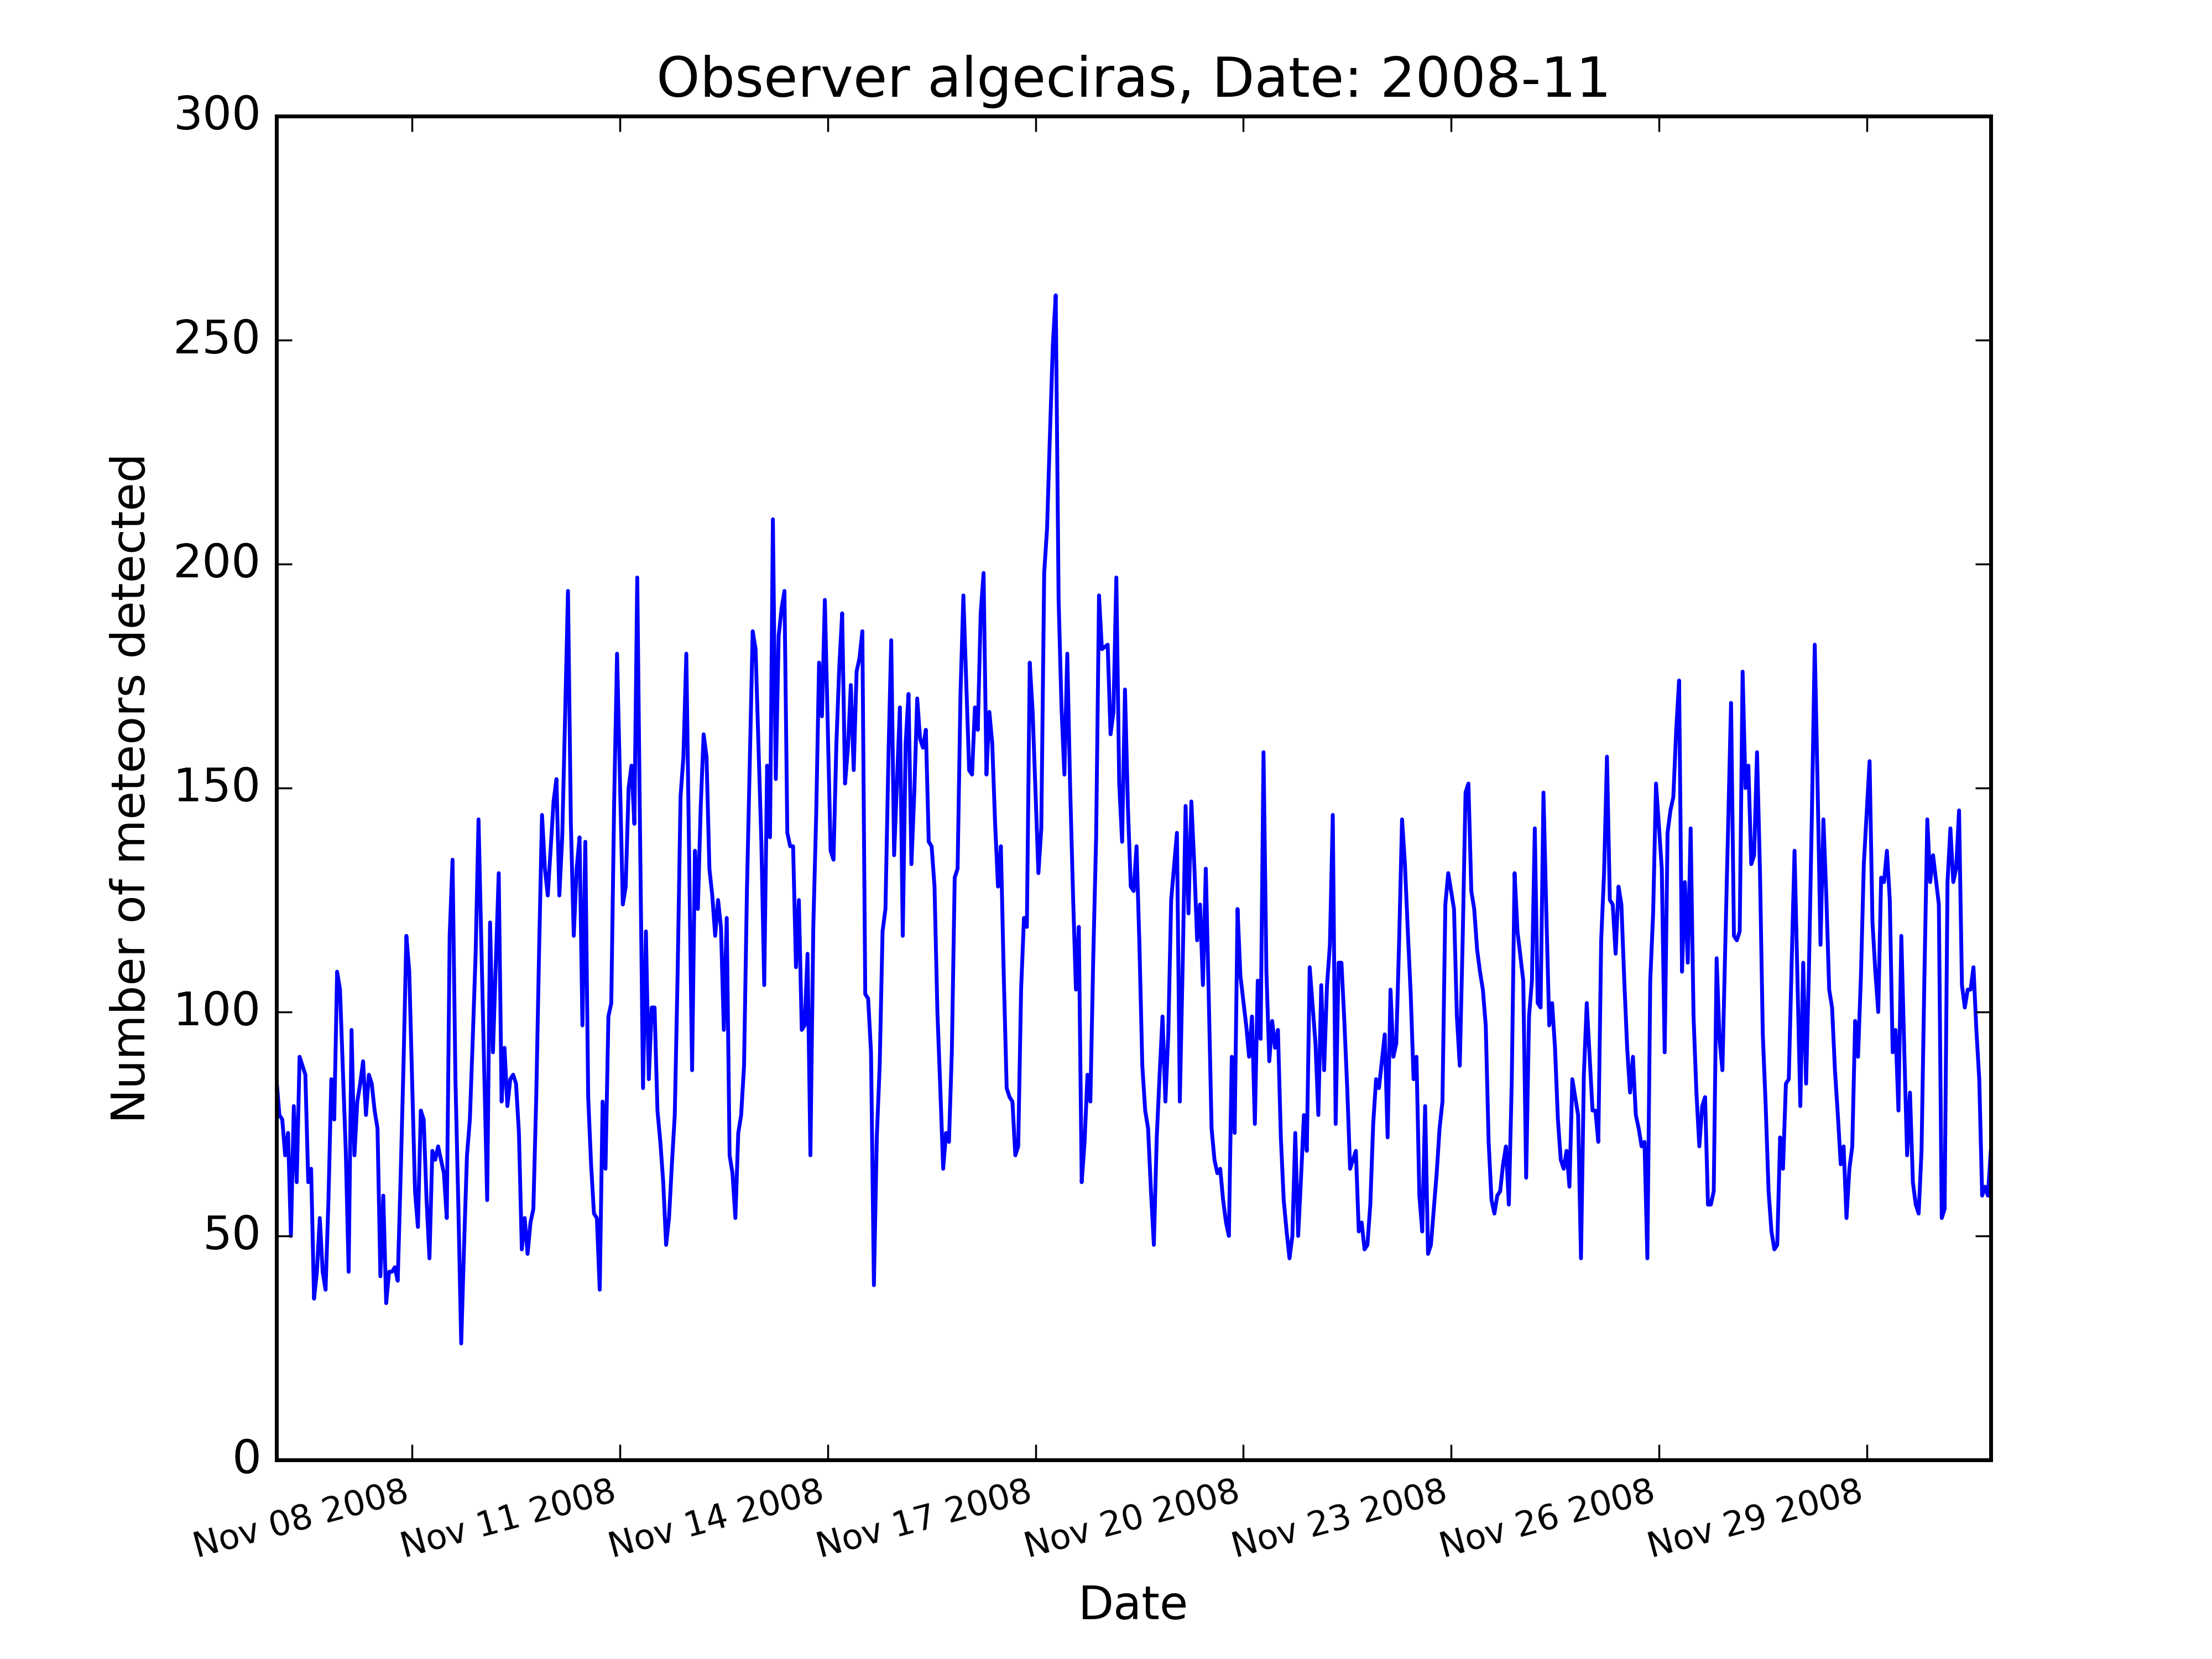 Observer algeciras, Date: 2008-11
300
250
200
150
100
50
0
Number of meteors detected
Nov 08 2008
Nov 11 2008
Nov 14 2008
Nov 17 2008
Nov 20 2008
Nov 23 2008
Nov 26 2008
Nov 29 2008
Date